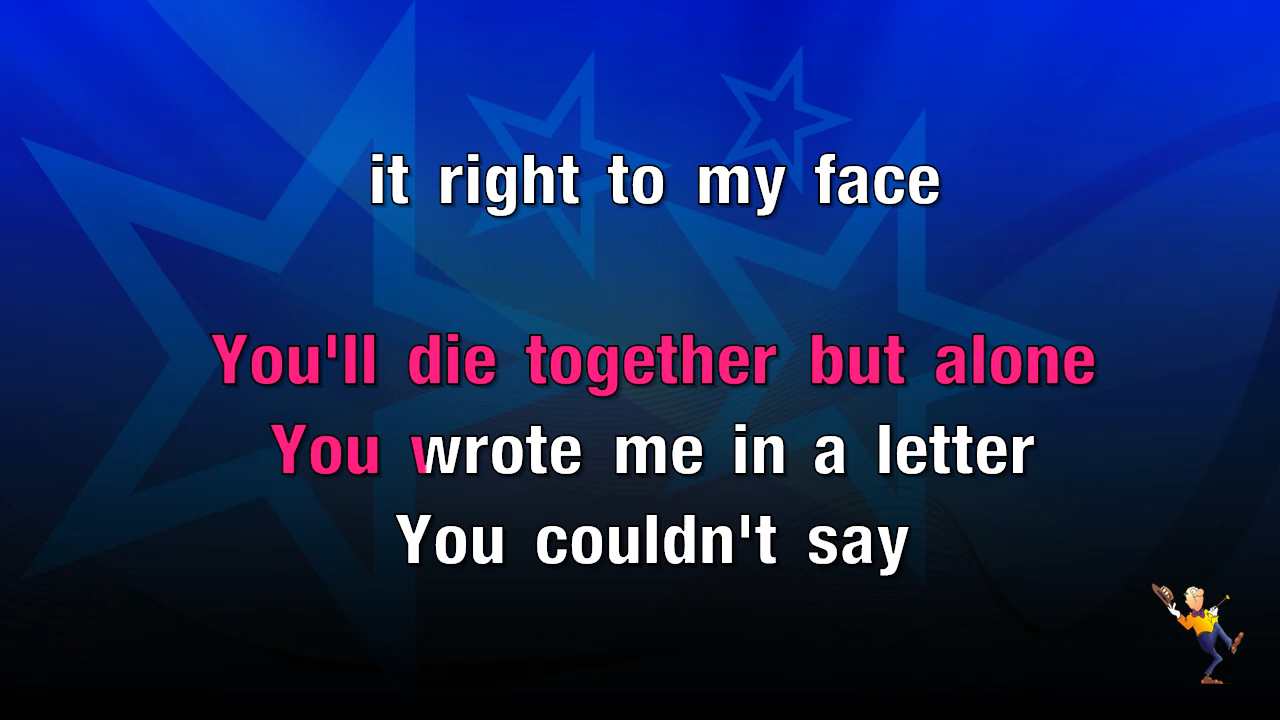 it right to my face
You'll die together but alone
You wrote me in a letter
You couldn't say